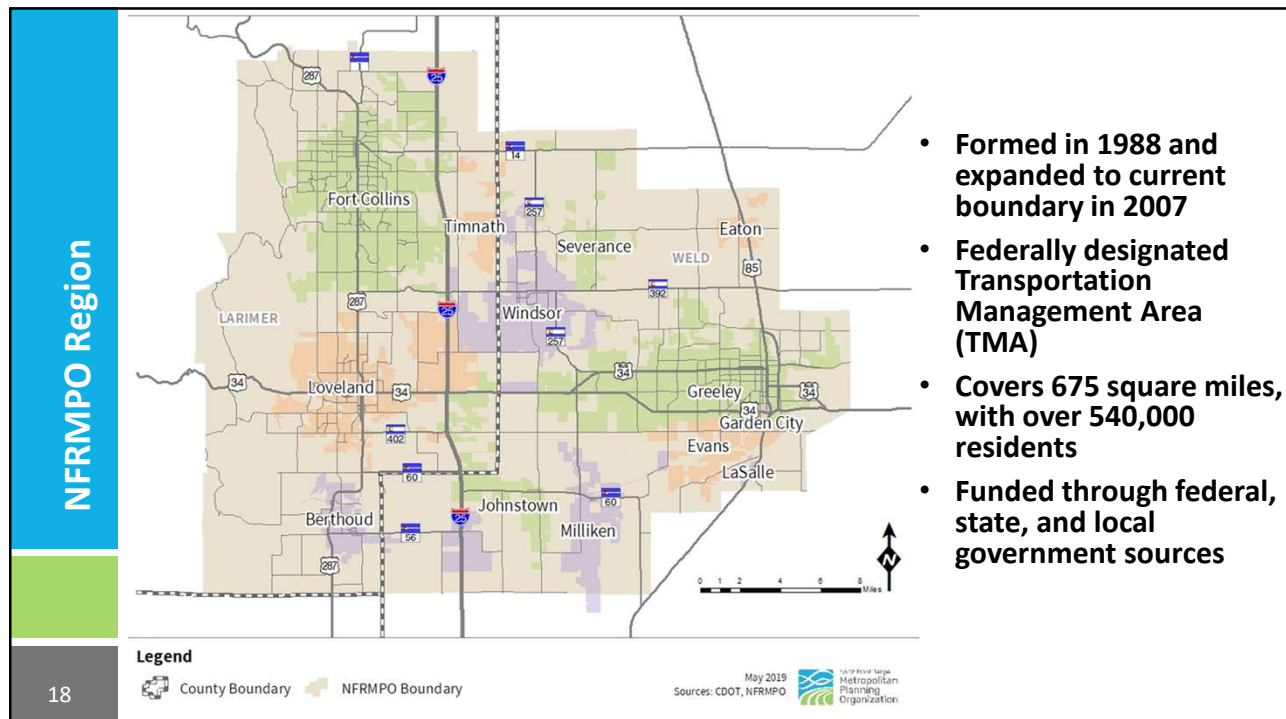 NFRMPO Region
18
287
1
25
14
Fort Collins
257
Timnath
Severance
Eaton
WELD
85
392
287
25
LARIMER
Windsor
257
34
34
Loveland
34
Greeley
34
34
Garden City
402
Evans
LaSalle
60
Johnstown
60
Berthoud
25
Milliken
56
287
N
0 1 2 4 6 8
Miles
Legend
County Boundary
NFRMPO Boundary
May 2019
Sources: CDOT, NFRMPO
North Front Range
Metropolitan
Planning
Organization
• Formed in 1988 and
expanded to current
boundary in 2007
• Federally designated
Transportation
Management Area
(TMA)
• Covers 675 square miles,
with over 540,000
residents
• Funded through federal,
state, and local
government sources